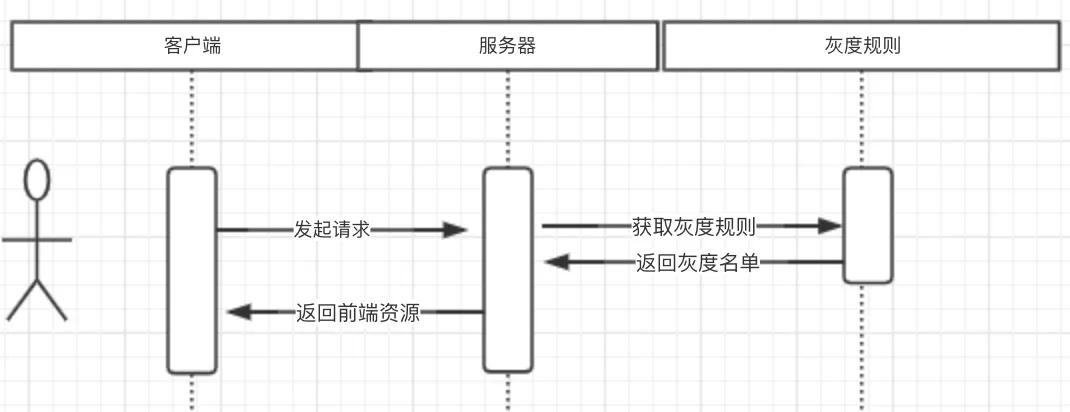 客户端
服务器
灰度规则
发起请求
获取灰度规则
返回灰度名单
返回前端资源